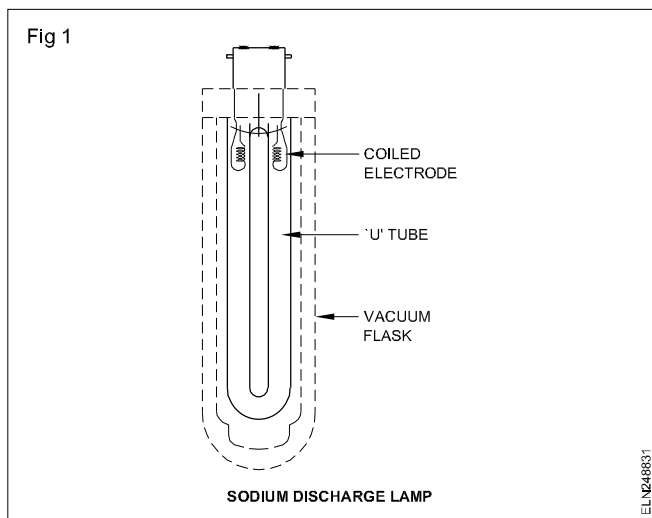 Fig 1
COILED
ELECTRODE
`U' TUBE
VACUUM
FLASK
SODIUM DISCHARGE LAMP
ELN248831